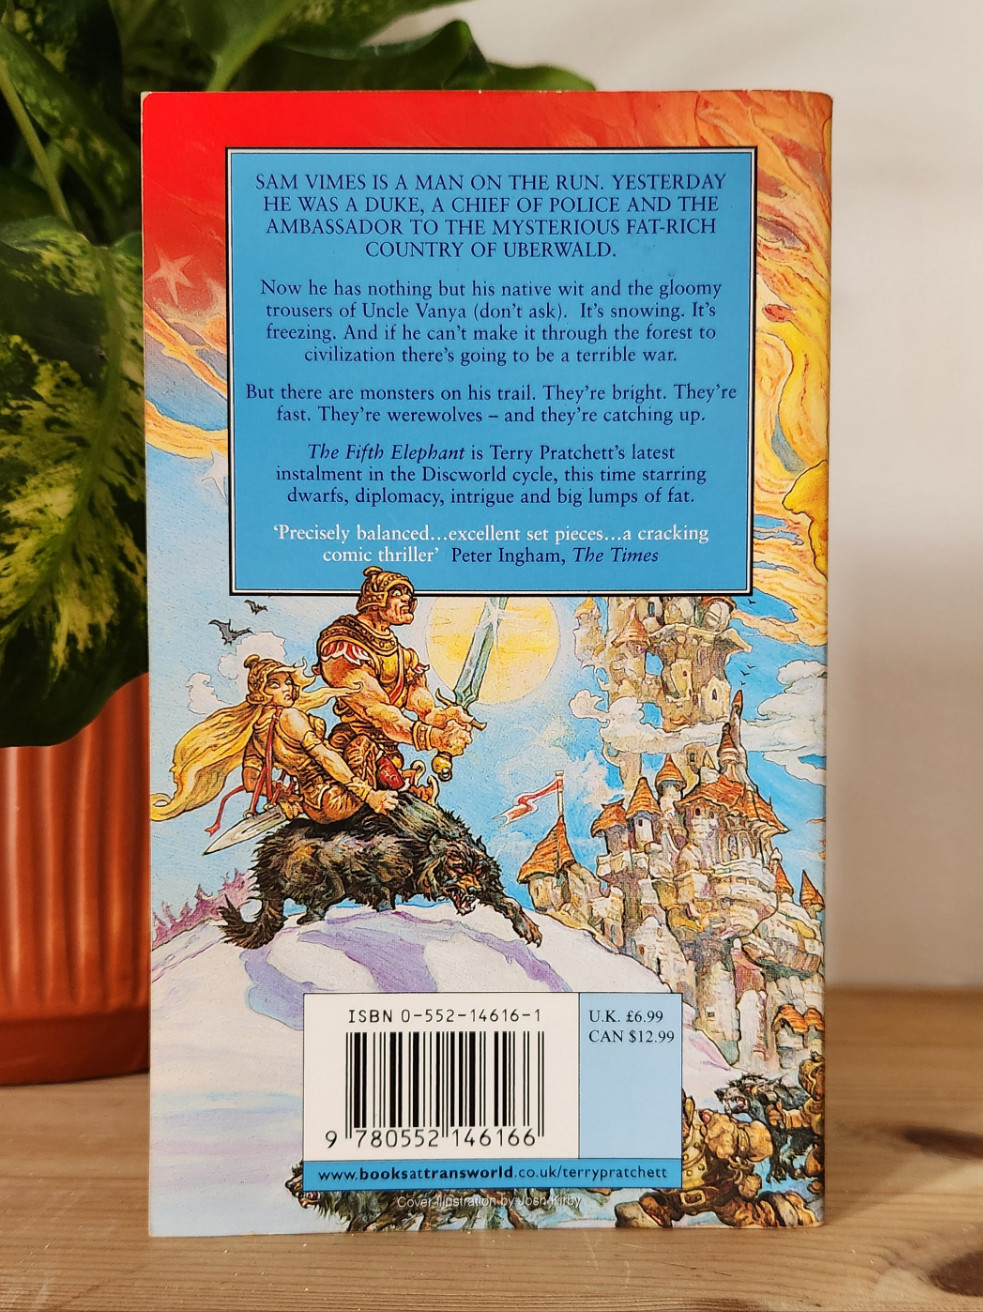 SAM VIMES IS A MAN ON THE RUN. YESTERDAY
HE WAS A DUKE, A CHIEF OF POLICE AND THE
AMBASSADOR TO THE MYSTERIOUS FAT-RICH
COUNTRY OF UBERWALD.
Now he has nothing but his native wit and the gloomy
trousers of Uncle Vanya (don't ask). It's snowing. It's
freezing. And if he can't make it through the forest to
civilization there's going to be a terrible war.
But there are monsters on his trail. They're bright. They're
fast. They're werewolves – and they're catching up.
The Fifth Elephant is Terry Pratchett's latest
instalment in the Discworld cycle, this time starring
dwarfs, diplomacy, intrigue and big lumps of fat.
'Precisely balanced...excellent set pieces...a cracking
comic thriller' Peter Ingham, The Times
ISBN 0-552-14616-1
U.K. £6.99
CAN $12.99
9 780552 146166
www.booksattransworld.co.uk/terrypratchett
Cover illustration by Josh Kirby